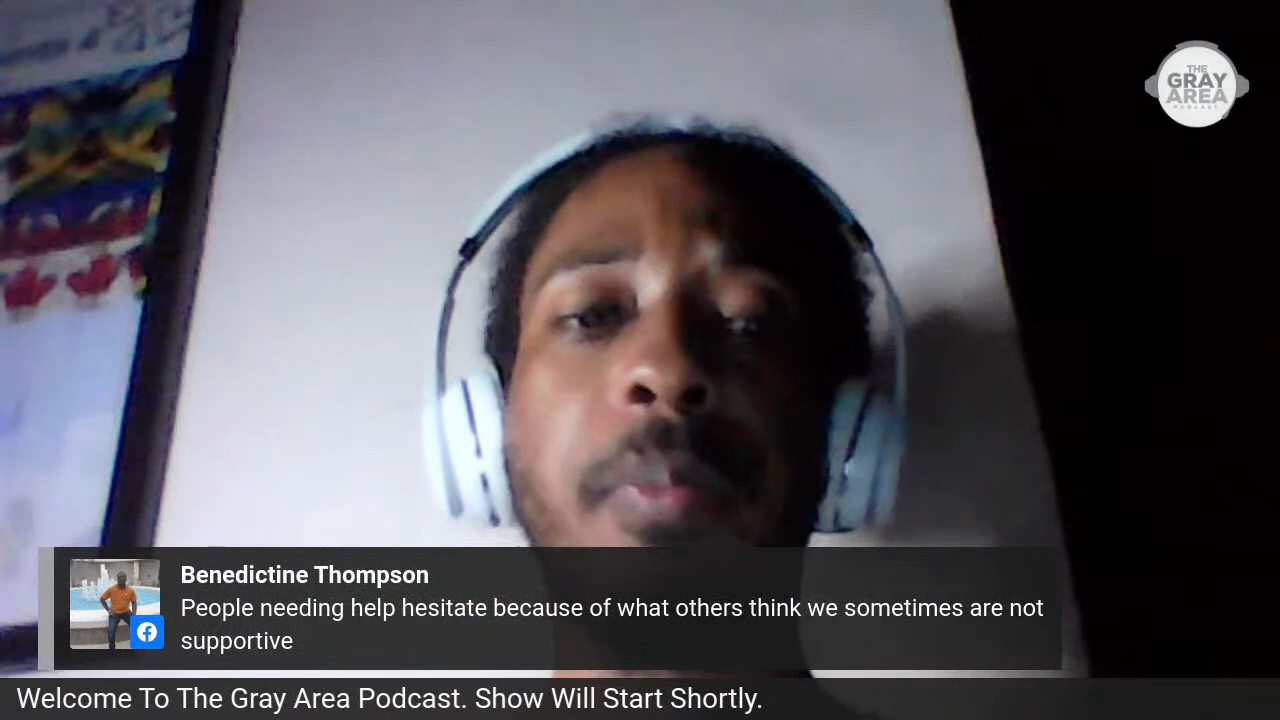 THE
GRAY
AREA
PODCAST
Benedictine Thompson
People needing help hesitate because of what others think we sometimes are not
supportive
Welcome To The Gray Area Podcast. Show Will Start Shortly.